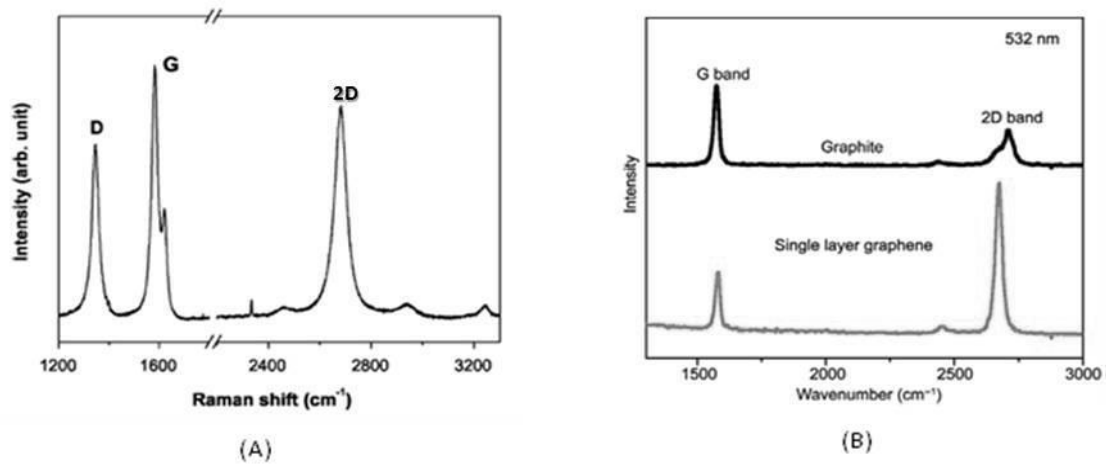 D
G
2D
Intensity (arb. unit)
1200 1600 2400 2800 3200
Raman shift (cm-1)
(A)
532 nm
G band
2D band
Graphite
Single layer graphene
Intensity
1500 2000 2500 3000
Wavenumber (cm⁻¹)
(B)